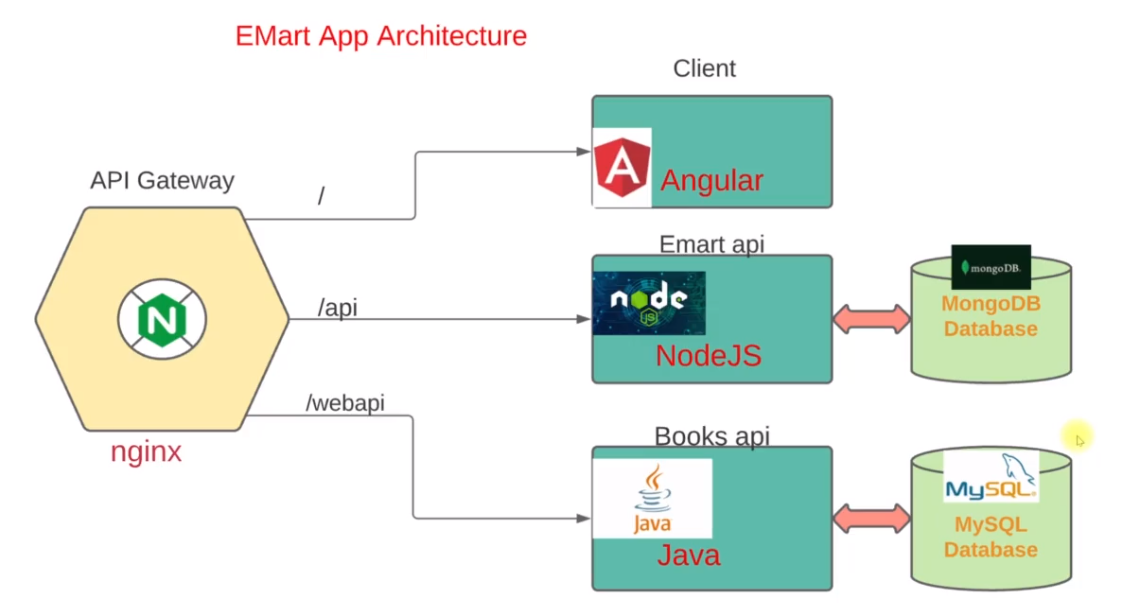 EMart App Architecture
Client
API Gateway
/
A
Angular
Emart api
N
/api
node
JS
NodeJS
mongoDB.
MongoDB
Database
/webapi
nginx
Books api
Java
Java
MySQL
MySQL
Database